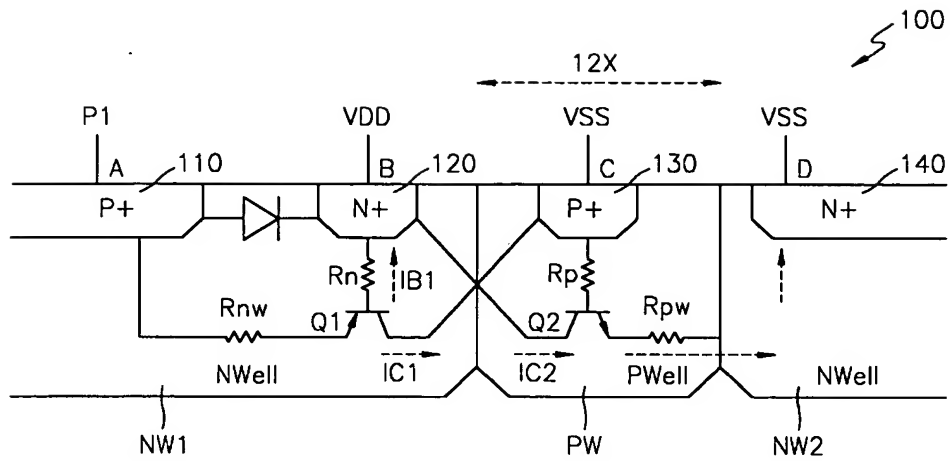 100
12X
P1 VDD VSS VSS
A 110 B 120 C 130 D 140
P+ N+ P+ N+
Rn IB1 Rp
Rnw Rpw
Q1 Q2
NWell IC1 IC2 PWell NWell
NW1 PW NW2